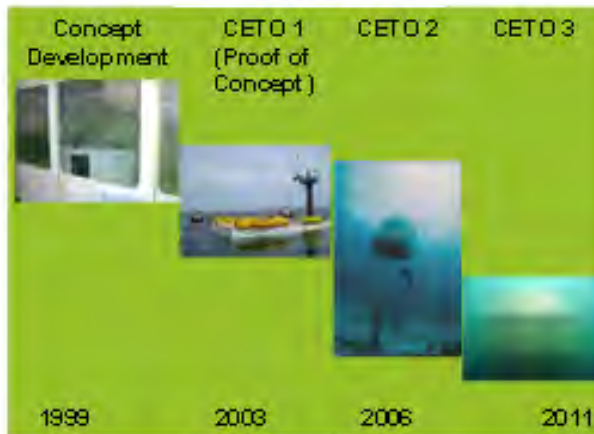 Concept
Development
CETO 1
(Proof of
Concept)
CETO 2
CETO 3
1999
2003
2006
2011